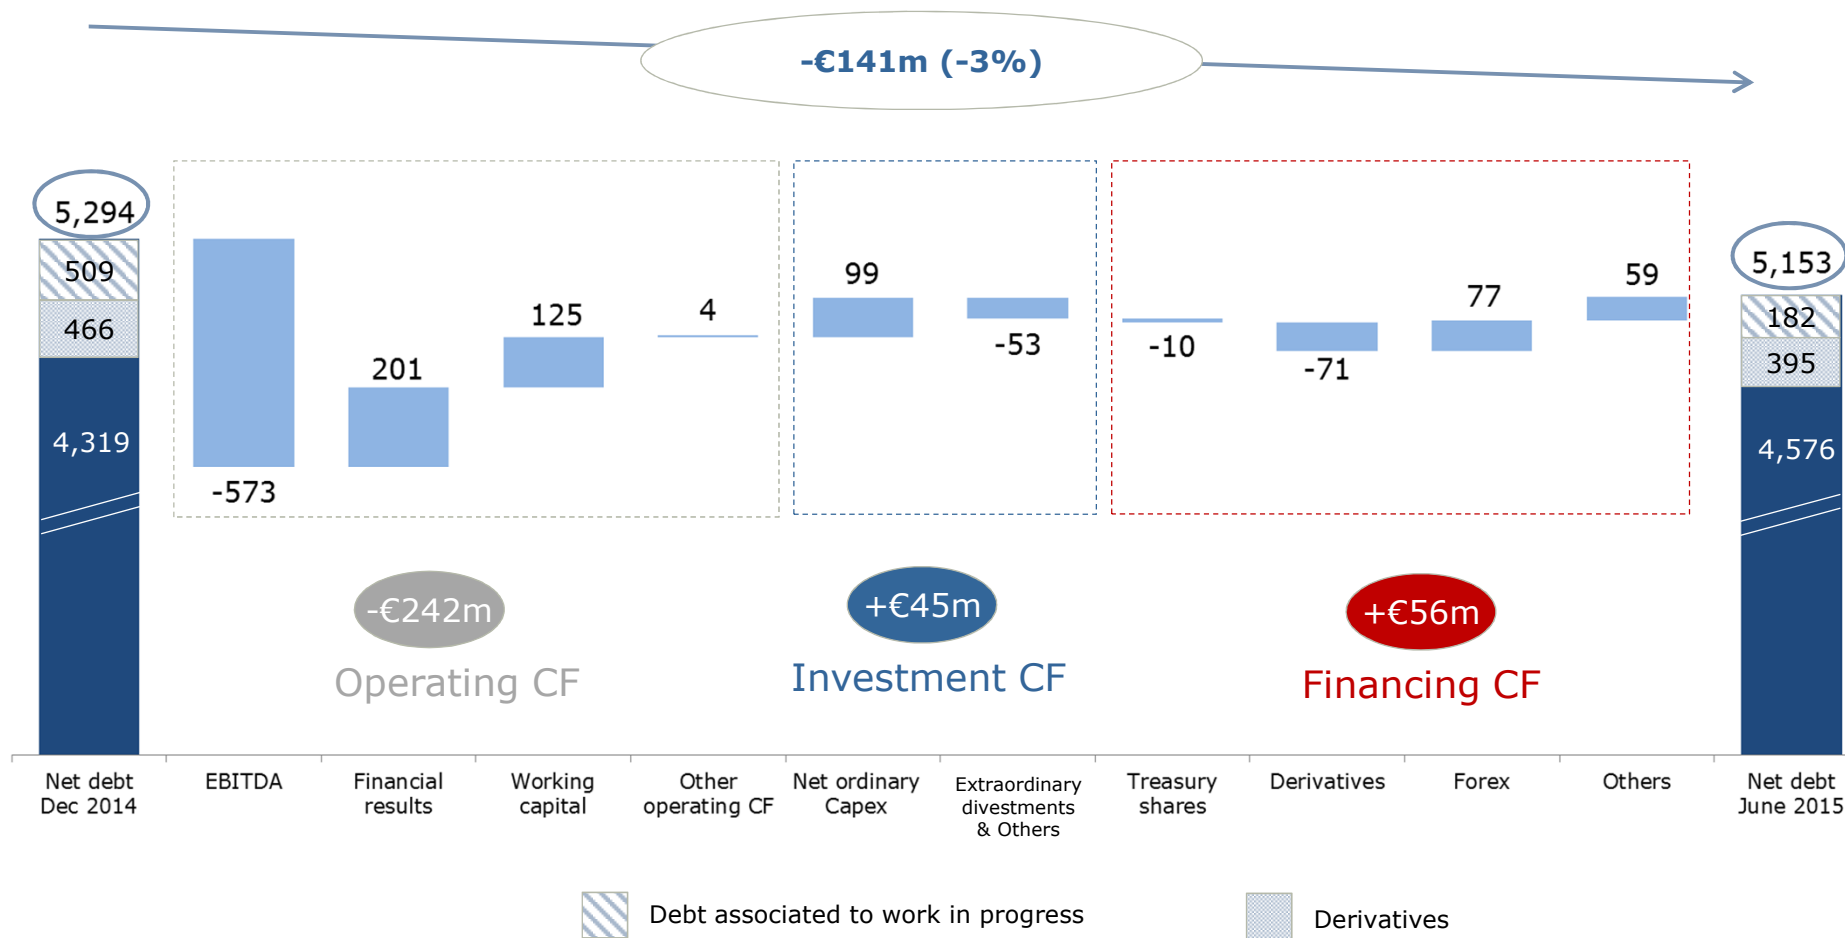 -€141m (-3%)
5,294
509
466
4,319
-573
201
125
4
99
-53
-10
-71
77
59
5,153
182
395
4,576
-€242m
Operating CF
+€45m
Investment CF
+€56m
Financing CF
Net debt
Dec 2014
EBITDA
Financial
results
Working
capital
Other
operating CF
Net ordinary
Capex
Extraordinary
divestments
& Others
Treasury
shares
Derivatives
Forex
Others
Net debt
June 2015
Debt associated to work in progress
Derivatives